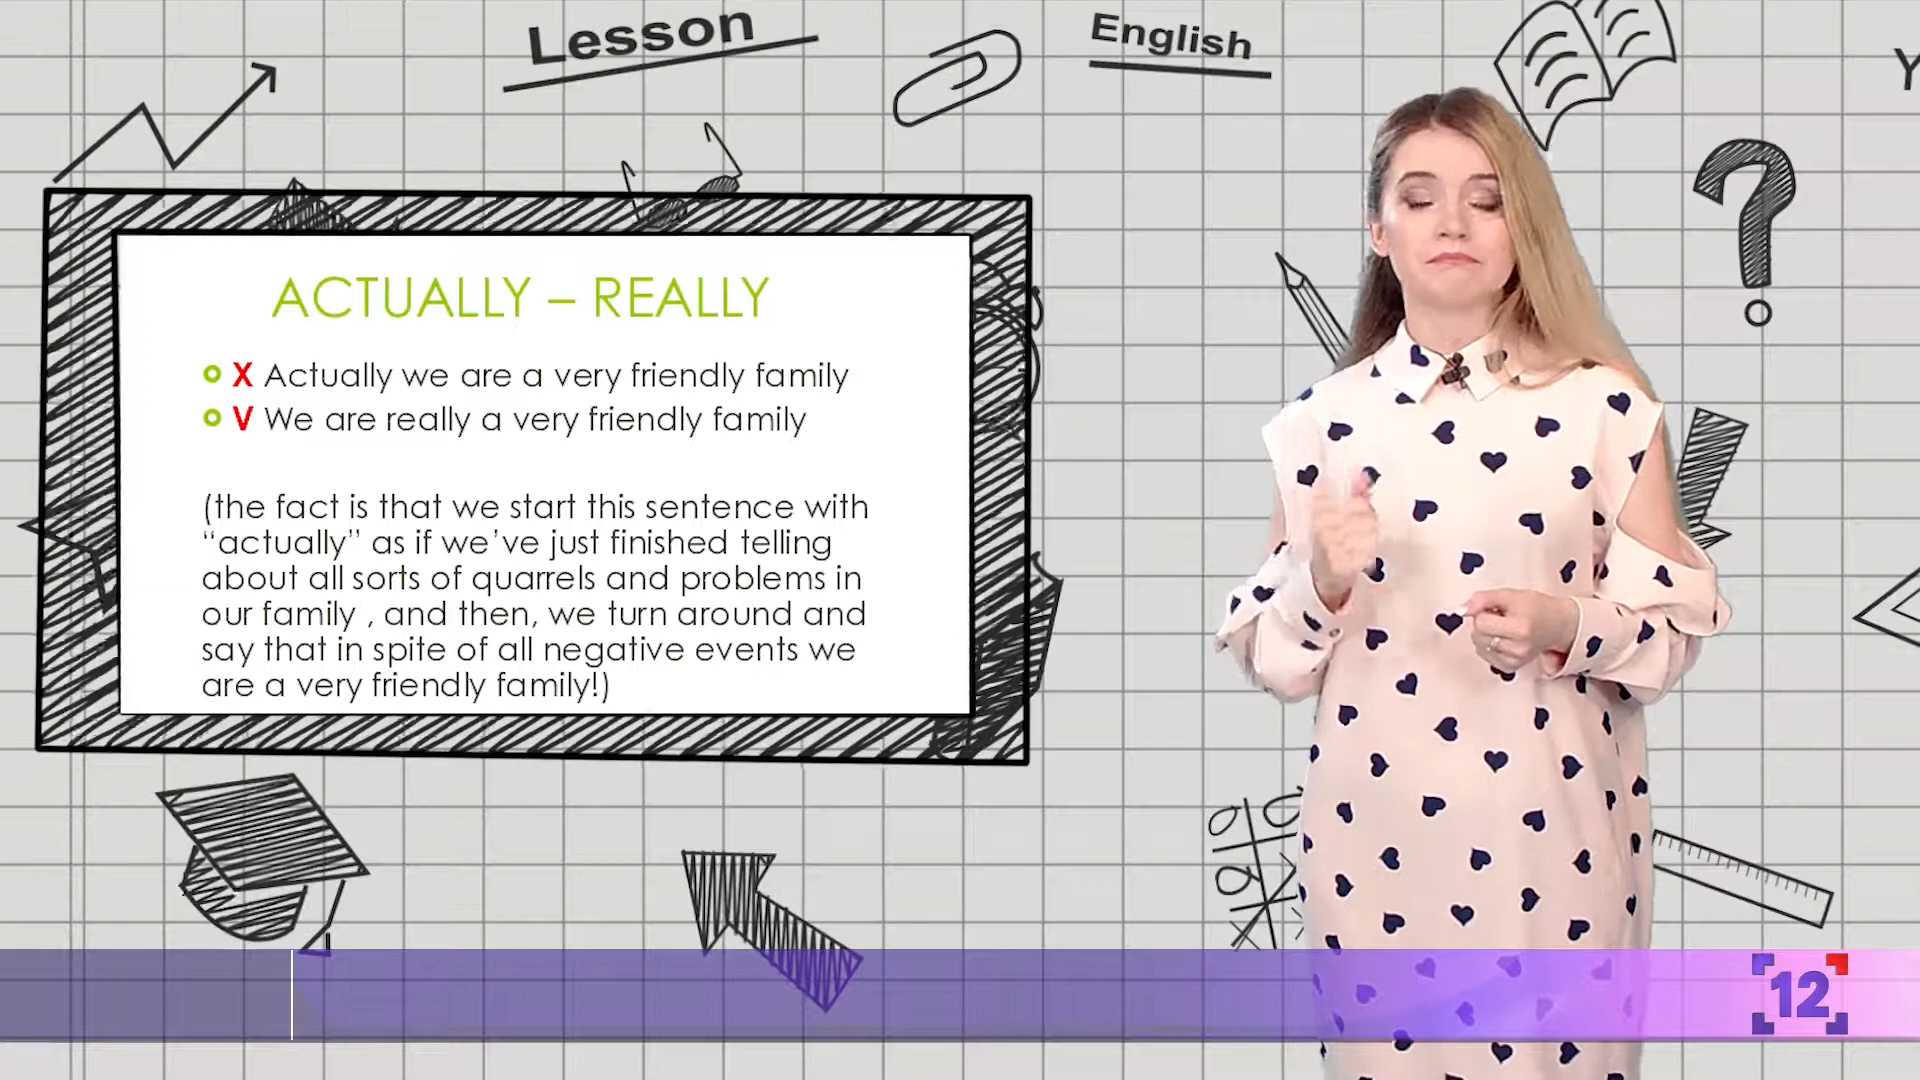 Lesson
English
Y
ACTUALLY – REALLY
X Actually we are a very friendly family
V We are really a very friendly family
(the fact is that we start this sentence with
“actually” as if we’ve just finished telling
about all sorts of quarrels and problems in
our family , and then, we turn around and
say that in spite of all negative events we
are a very friendly family!)
12